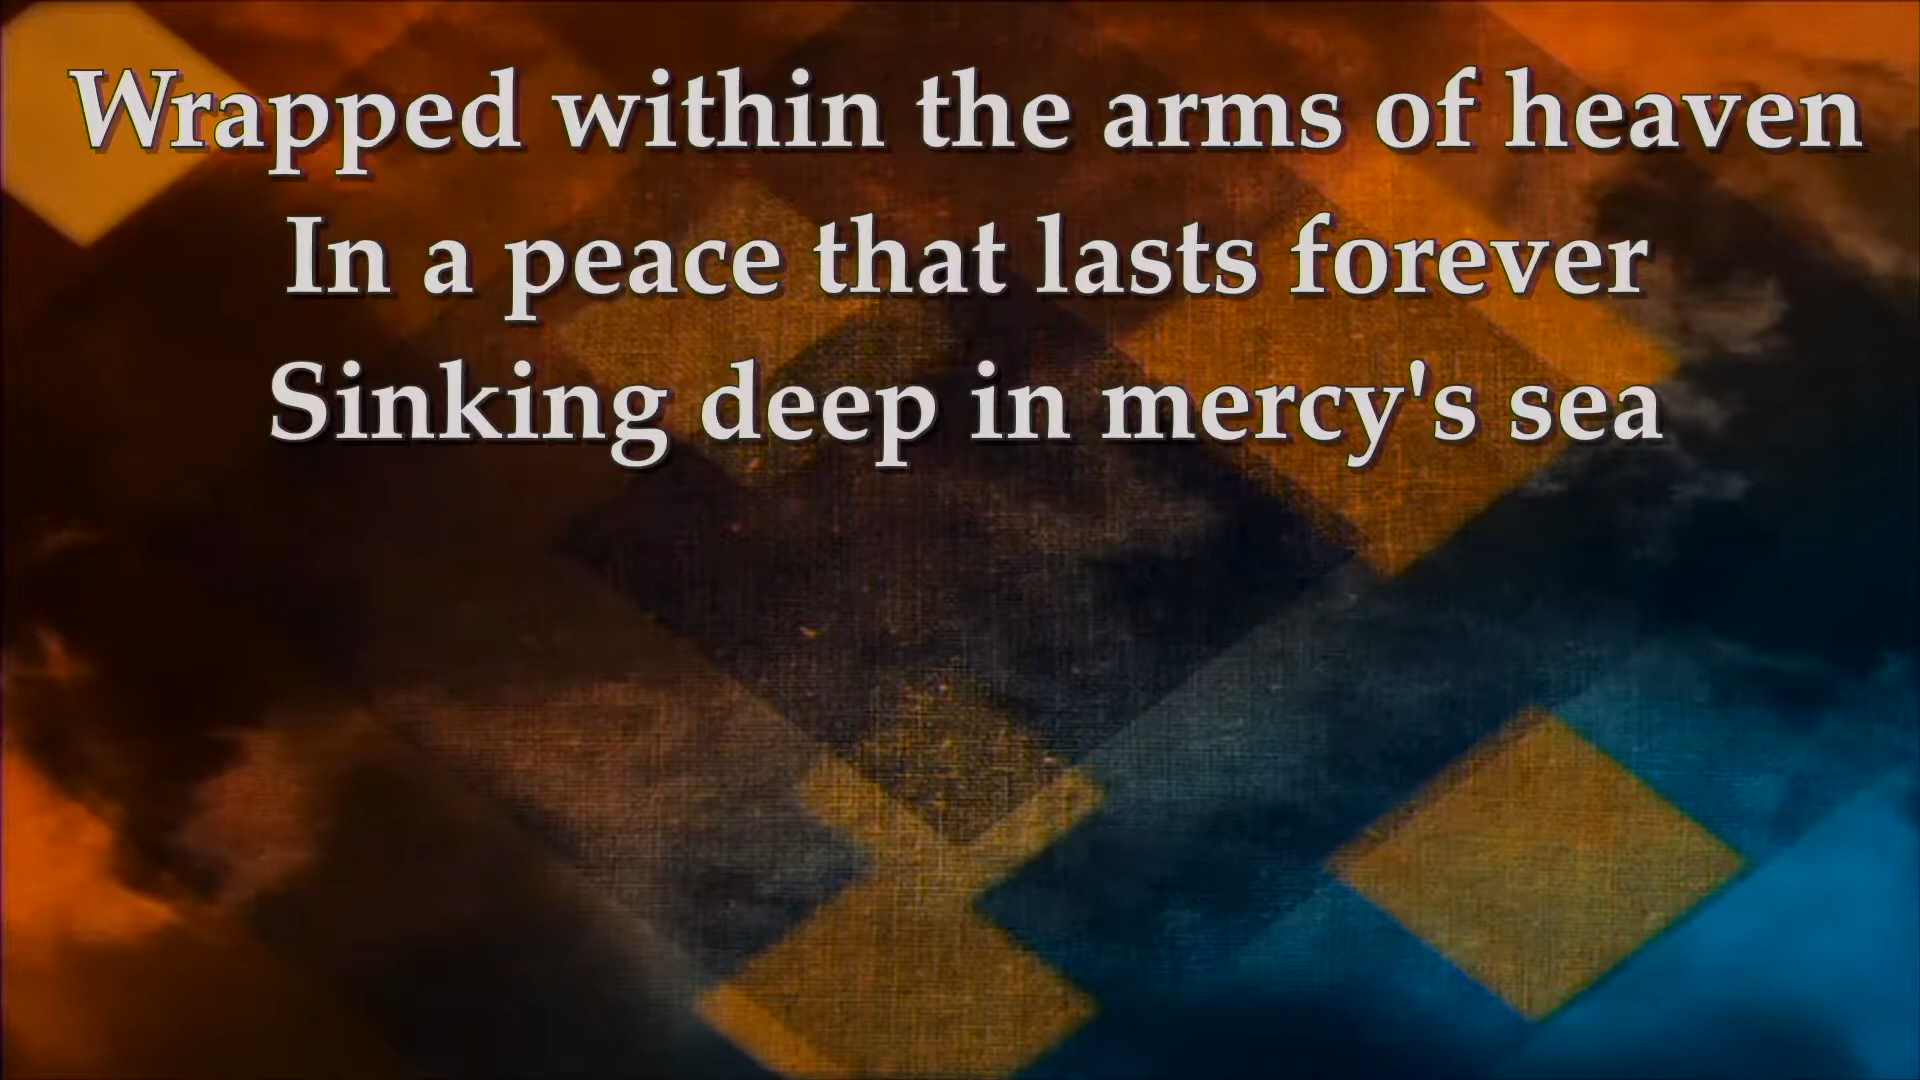 Wrapped within the arms of heaven
In a peace that lasts forever
Sinking deep in mercy's sea